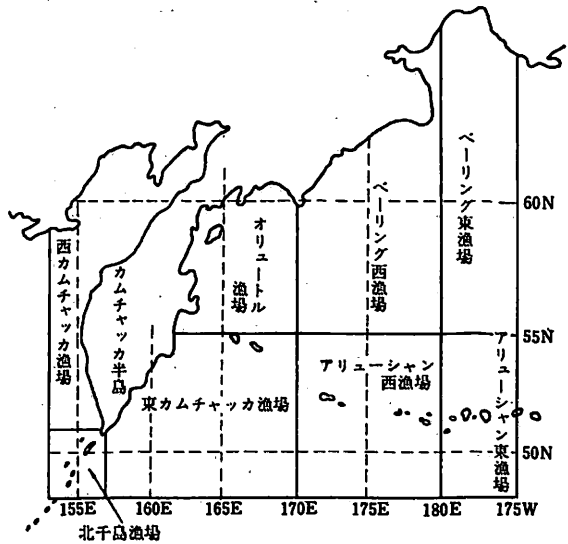 ベーリング東漁場
ベーリング西漁場
オリュートル
漁場
60N
西カムチャッカ漁場
カムチャッカ半島
55N
アリューシャン
西漁場
アリューシャン東漁場
東カムチャッカ漁場
50N
155E
160E
165E
170E
175E
180E
175W
北千島漁場